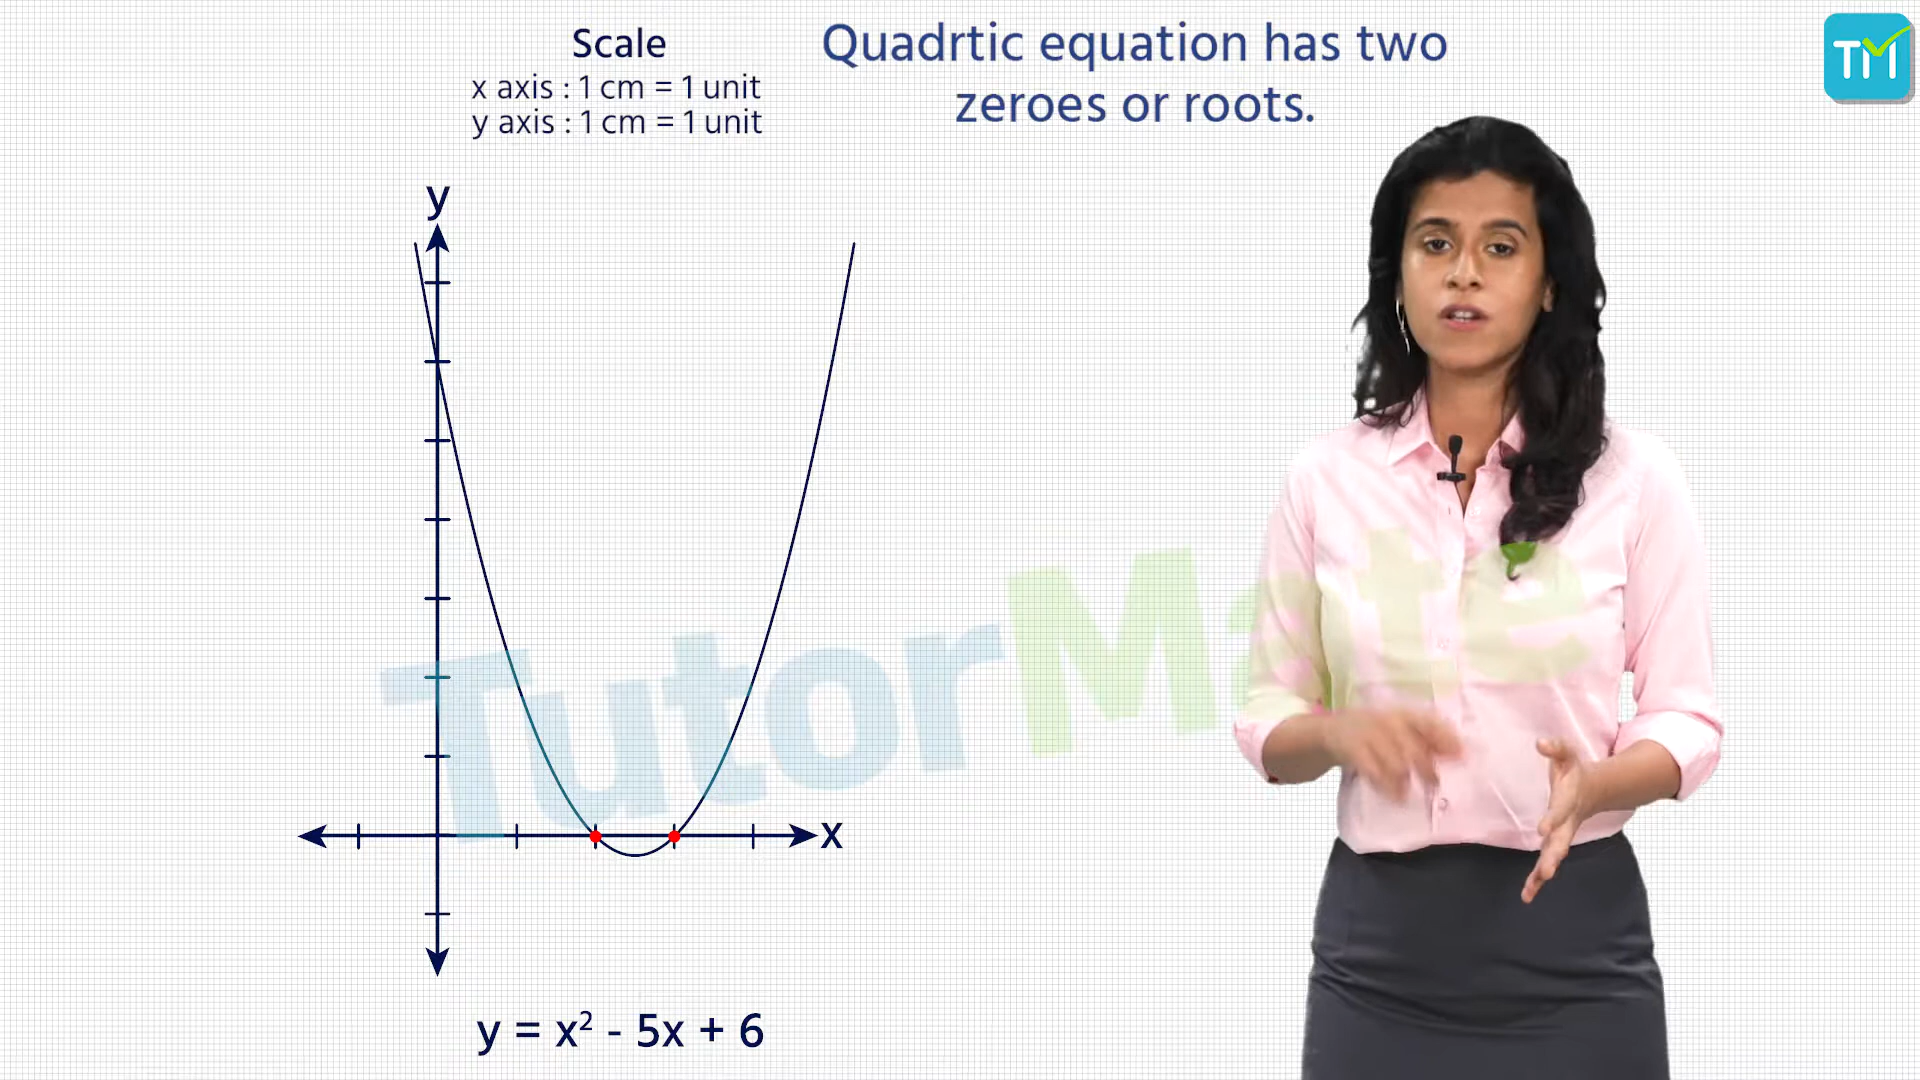 Scale
x axis : 1 cm = 1 unit
y axis : 1 cm = 1 unit
Quadrtic equation has two
zeroes or roots.
TM
y
TutorMate
x
y = x² - 5x + 6